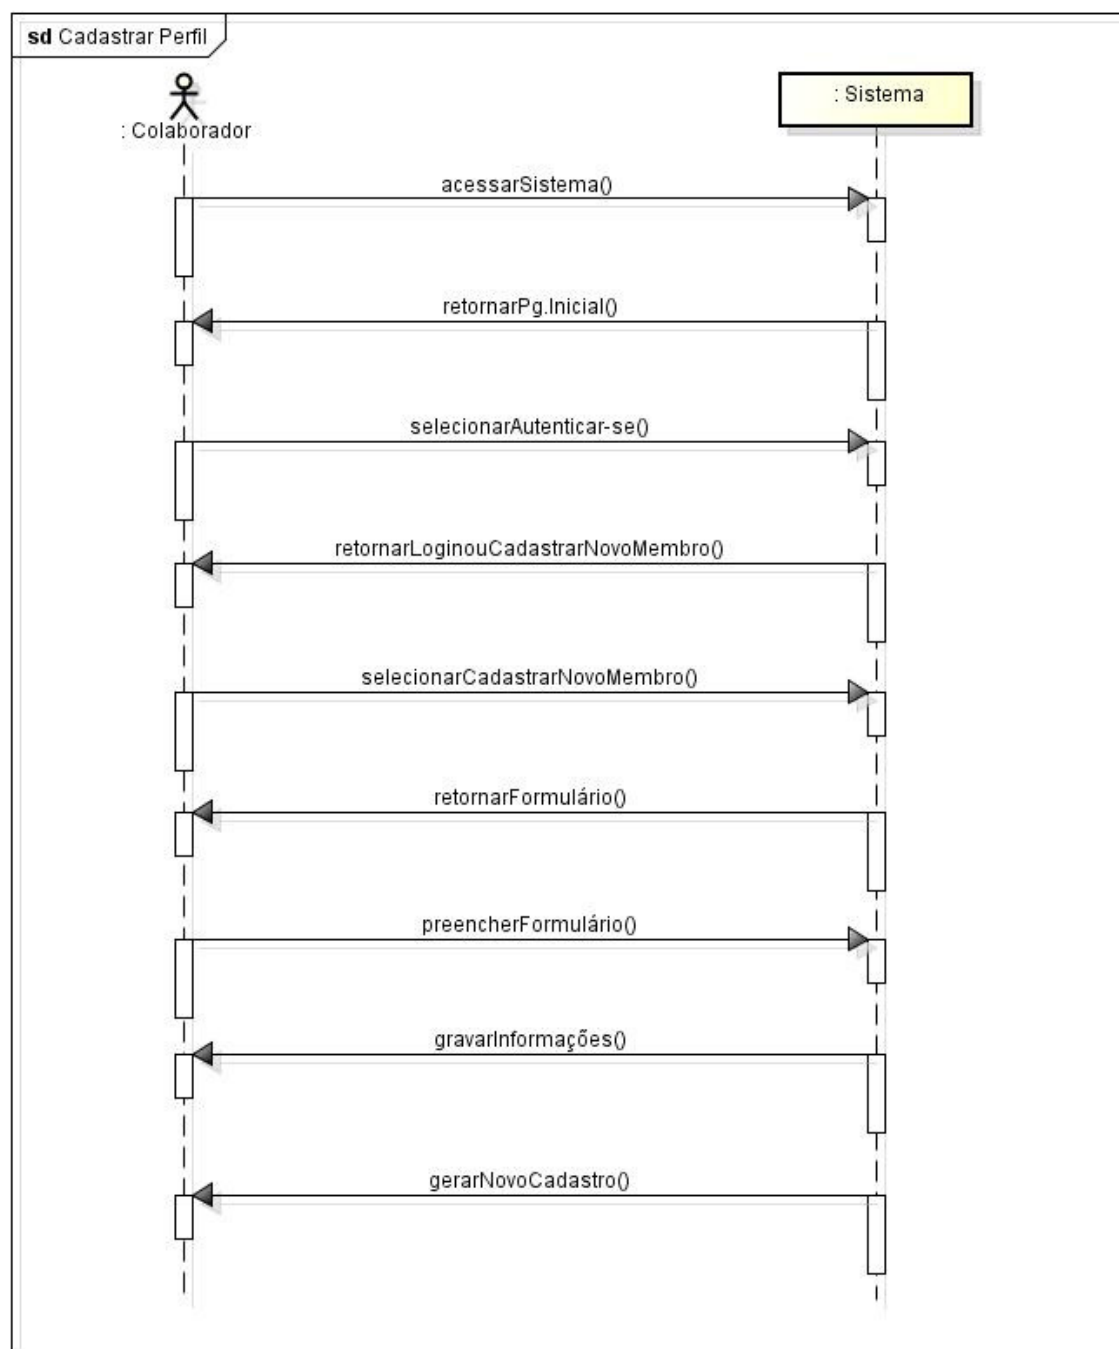 sd Cadastrar Perfil
: Colaborador
: Sistema
acessarSistema()
retornarPg.Inicial()
selecionarAutenticar-se()
retornarLoginouCadastrarNovoMembro()
selecionarCadastrarNovoMembro()
retornarFormulário()
preencherFormulário()
gravarInformações()
gerarNovoCadastro()